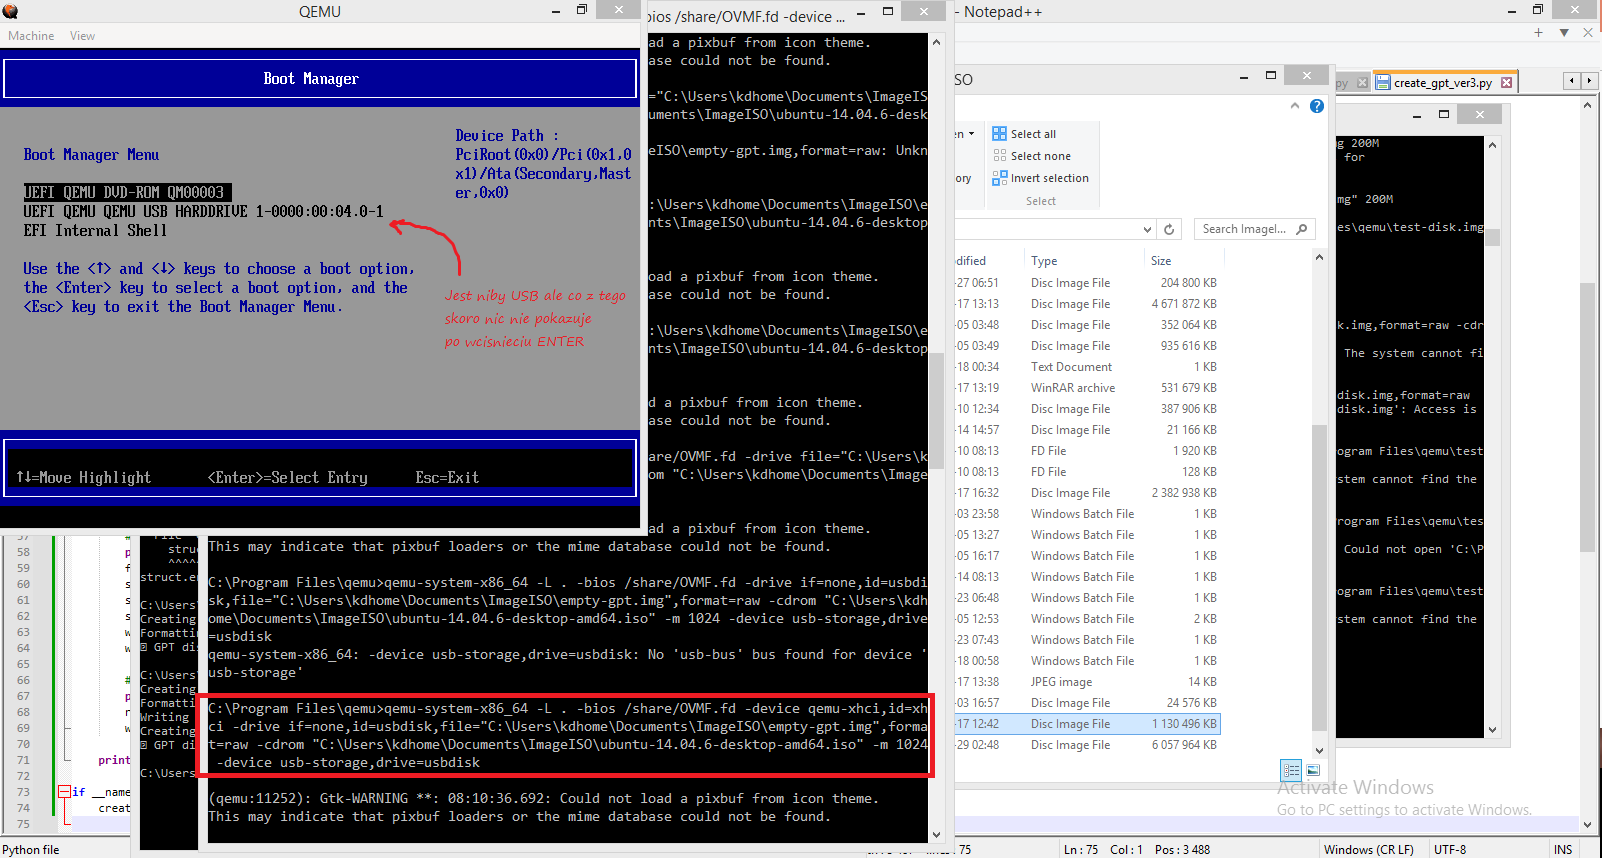 QEMU
Machine View
Boot Manager
Boot Manager Menu
UEFI QEMU DVD-ROM QM00003
UEFI QEMU QEMU USB HARDDRIVE 1-0000:00:04.0-1
EFI Internal Shell
Use the <↑> and <↓> keys to choose a boot option,
the <Enter> key to select a boot option, and the
<Esc> key to exit the Boot Manager Menu.
Device Path :
PciRoot(0x0)/Pci(0x1,0
x1)/Ata(Secondary,Mast
er,0x0)
Jest niby USB ale co z tego
skoro nic nie pokazuje
po wcisnieciu ENTER
↑↓=Move Highlight <Enter>=Select Entry Esc=Exit
bios /share/OVMF.fd -device ...
ad a pixbuf from icon theme.
ase could not be found.
="C:\Users\kdhome\Documents\ImageIS
uments\ImageISO\ubuntu-14.04.6-desk
eISO\empty-gpt.img,format=raw: Unkn
:\Users\kdhome\Documents\ImageISO\e
nts\ImageISO\ubuntu-14.04.6-desktop
oad a pixbuf from icon theme.
ase could not be found.
:\Users\kdhome\Documents\ImageISO\e
nts\ImageISO\ubuntu-14.04.6-desktop
d a pixbuf from icon theme.
ase could not be found.
are/OVMF.fd -drive file="C:\Users\k
om "C:\Users\kdhome\Documents\Image
ad a pixbuf from icon theme.
This may indicate that pixbuf loaders or the mime database could not be found.
C:\Program Files\qemu>qemu-system-x86_64 -L . -bios /share/OVMF.fd -drive if=none,id=usbdi
sk,file="C:\Users\kdhome\Documents\ImageISO\empty-gpt.img",format=raw -cdrom "C:\Users\kdh
ome\Documents\ImageISO\ubuntu-14.04.6-desktop-amd64.iso" -m 1024 -device usb-storage,drive
=usbdisk
qemu-system-x86_64: -device usb-storage,drive=usbdisk: No 'usb-bus' bus found for device '
usb-storage'
C:\Program Files\qemu>qemu-system-x86_64 -L . -bios /share/OVMF.fd -device qemu-xhci,id=xh
ci -drive if=none,id=usbdisk,file="C:\Users\kdhome\Documents\ImageISO\empty-gpt.img",forma
t=raw -cdrom "C:\Users\kdhome\Documents\ImageISO\ubuntu-14.04.6-desktop-amd64.iso" -m 1024
-device usb-storage,drive=usbdisk
(qemu:11252): Gtk-WARNING **: 08:10:36.692: Could not load a pixbuf from icon theme.
This may indicate that pixbuf loaders or the mime database could not be found.
struc
^^^^^
struct.er
C:\Users
Creating
Formattin
GPT dis
C:\Users
Creating
Formatti
Writing
Creating
GPT di
C:\Users
58 p
59 f
60 s
61 s
62 s
63 w
64 w
65
66 #
67 p
68 r
69 w
70
71 print
72
73 if __name
74 creat
75
- Notepad++
py
create_gpt_ver3.py
SO
en
ory
Select all
Select none
Invert selection
Select
Search Imagel...
dified Type Size
-27 06:51 Disc Image File 204 800 KB
-17 13:13 Disc Image File 4 671 872 KB
-05 03:48 Disc Image File 352 064 KB
-05 03:49 Disc Image File 935 616 KB
-18 00:34 Text Document 1 KB
-17 13:19 WinRAR archive 531 679 KB
-10 12:34 Disc Image File 387 906 KB
-14 14:57 Disc Image File 21 166 KB
-10 08:13 FD File 1 920 KB
-10 08:13 FD File 128 KB
-17 16:32 Disc Image File 2 382 938 KB
-03 23:58 Windows Batch File 1 KB
-05 13:27 Windows Batch File 1 KB
-05 16:17 Windows Batch File 1 KB
-14 08:13 Windows Batch File 1 KB
-23 06:48 Windows Batch File 1 KB
-05 12:53 Windows Batch File 2 KB
-23 07:43 Windows Batch File 1 KB
-18 00:58 Windows Batch File 1 KB
-17 13:38 JPEG image 14 KB
-03 16:57 Disc Image File 24 576 KB
-17 12:42 Disc Image File 1 130 496 KB
-29 02:48 Disc Image File 6 057 964 KB
g 200M
for
mg" 200M
es\qemu\test-disk.img
k.img,format=raw -cdr
The system cannot fi
disk.img,format=raw
disk.img': Access is
ogram Files\qemu\test
stem cannot find the
rogram Files\qemu\tes
Could not open 'C:\P
ogram Files\qemu\test
stem cannot find the
Activate Windows
Go to PC settings to activate Windows.
Python file
75
Ln : 75 Col : 1 Pos : 3 488
Windows (CR LF)
UTF-8
INS